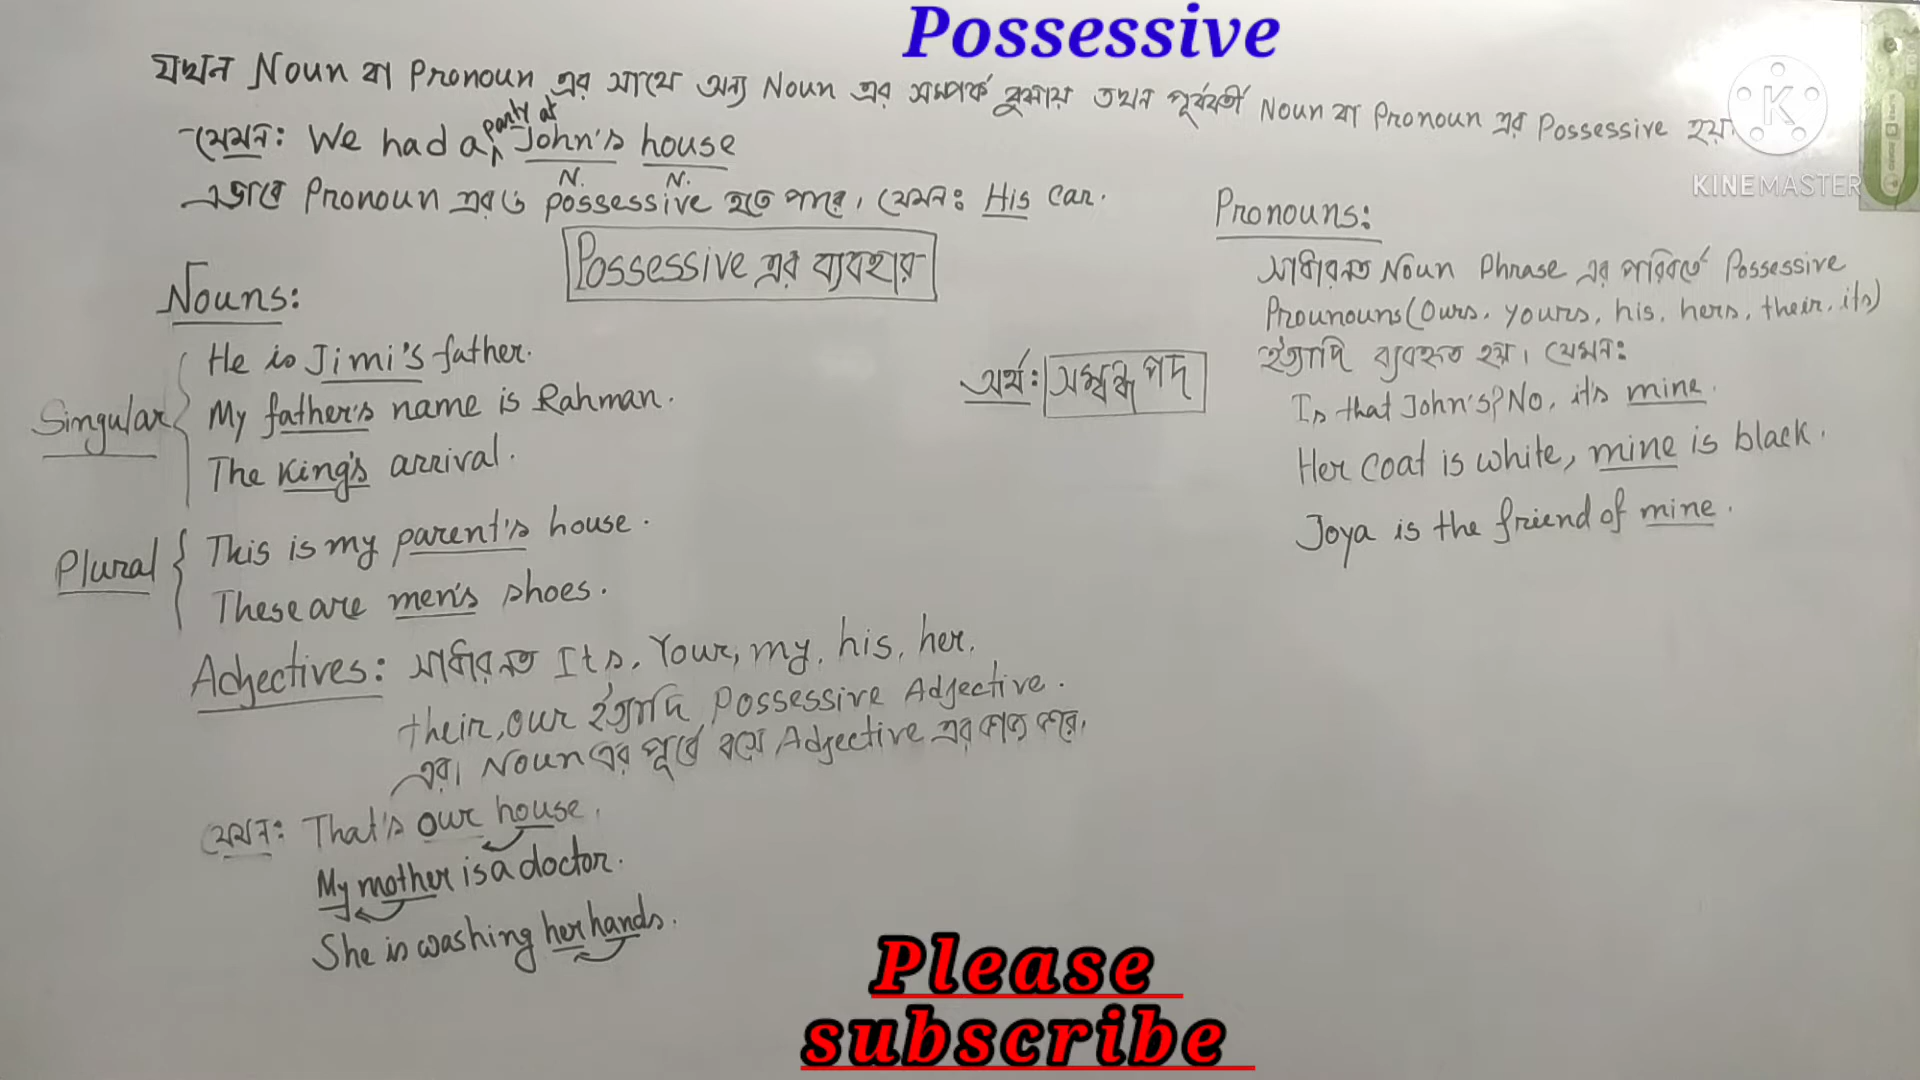 Possessive
যখন Noun বা Pronoun এর সাথে অন্য Noun এর সম্পর্ক বুঝায় তখন পূর্ববর্তী Noun বা Pronoun এর Possessive হয়।
যেমন: We had a party at John's house
N. N.
এভাবে Pronoun এরও possessive হতে পারে, যেমন: His car.
Possessive এর ব্যবহার
Nouns:
Singular
He is Jimi's father.
My father's name is Rahman.
The King's arrival.
Plural
This is my parent's house.
These are men's shoes.
Adjectives: সাধারনত Its, Your, my, his, her,
their, our ইত্যাদি Possessive Adjective.
এরা Noun এর পূর্বে বসে Adjective এর কাজ করে।
যেমন: That's our house.
My mother is a doctor.
She is washing her hands.
অর্থ: সম্বন্ধ পদ
Pronouns:
সাধারনত Noun Phrase এর পরিবর্তে Possessive
Prounouns (Ours, yours, his, hers, their, its)
ইত্যাদি ব্যবহৃত হয়। যেমন:
Is that John's? No, it's mine.
Her coat is white, mine is black.
Joya is the friend of mine.
KINEMASTER
Please
subscribe